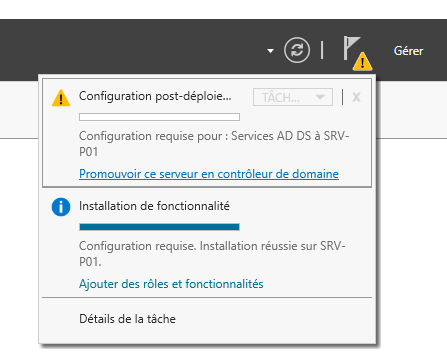 Gérer
Configuration post-déploie...
TÂCH...
X
Configuration requise pour : Services AD DS à SRV-
P01
Promouvoir ce serveur en contrôleur de domaine
Installation de fonctionnalité
Configuration requise. Installation réussie sur SRV-
P01.
Ajouter des rôles et fonctionnalités
Détails de la tâche